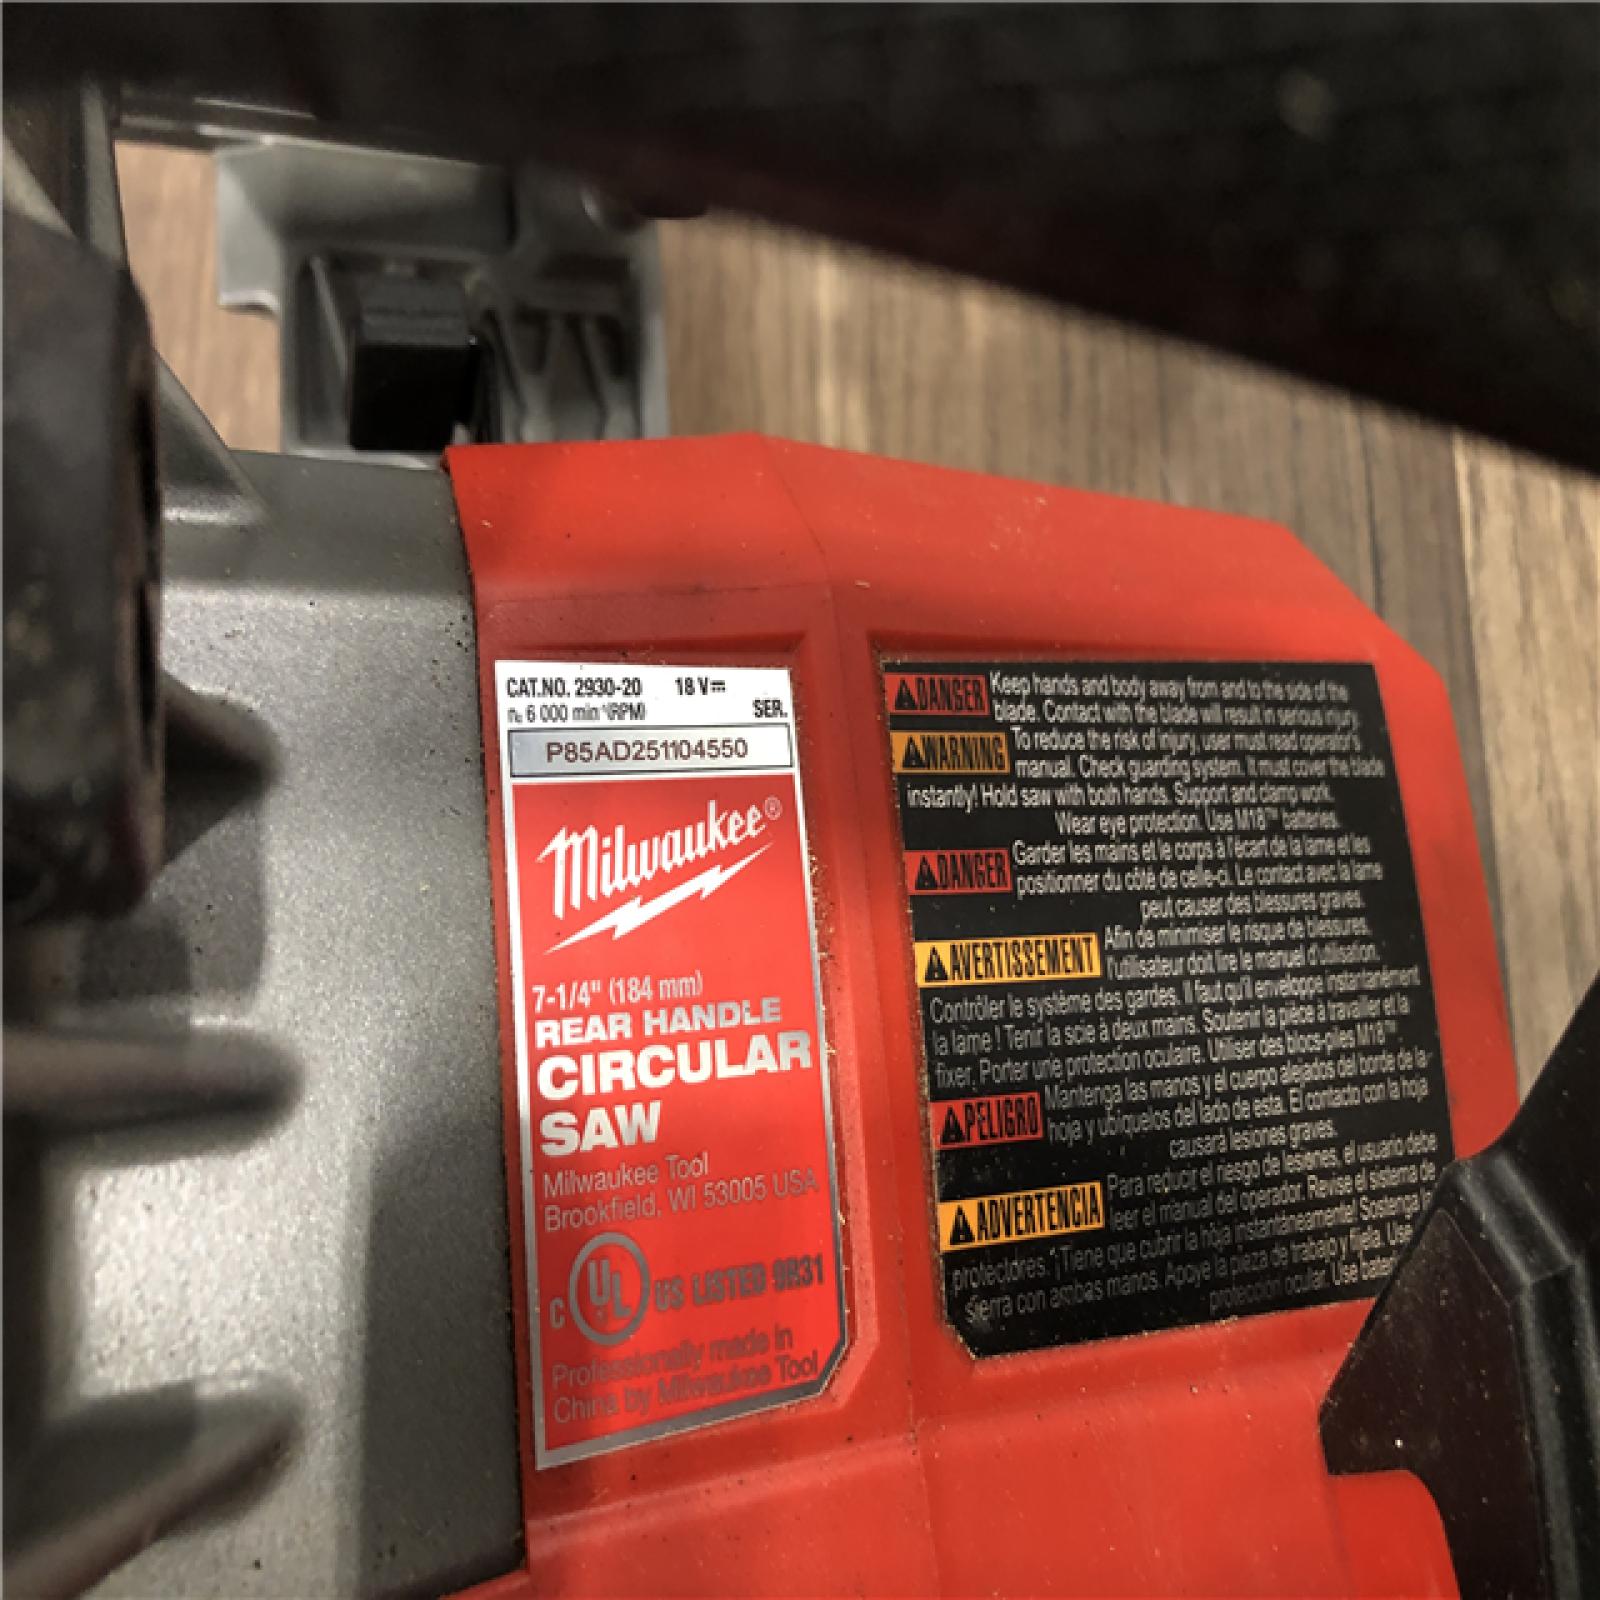 CAT.NO. 2930-20 18 V⎓
n₀ 6 000 min⁻¹(RPM) SER.
P85AD251104550
Milwaukee®
7-1/4" (184 mm)
REAR HANDLE
CIRCULAR
SAW
Milwaukee Tool
Brookfield, WI 53005 USA
C UL US LISTED 9R31
Professionally made in
China by Milwaukee Tool
DANGER Keep hands and body away from and to the side of the
blade. Contact with the blade will result in serious injury.
WARNING To reduce the risk of injury, user must read operator's
manual. Check guarding system. It must cover the blade
instantly! Hold saw with both hands. Support and clamp work.
Wear eye protection. Use M18™ batteries.
DANGER Garder les mains et le corps à l'écart de la lame et les
positionner du côté de celle-ci. Le contact avec la lame
peut causer des blessures graves.
AVERTISSEMENT Afin de minimiser le risque de blessures,
l'utilisateur doit lire le manuel d'utilisation.
Contrôler le système des gardes. Il faut qu'il enveloppe instantanément
la lame ! Tenir la scie à deux mains. Soutenir la pièce à travailler et la
fixer. Porter une protection oculaire. Utiliser des blocs-piles M18™.
PELIGRO Mantenga las manos y el cuerpo alejados del borde de la
hoja y ubíquelos del lado de esta. El contacto con la hoja
causará lesiones graves.
ADVERTENCIA Para reducir el riesgo de lesiones, el usuario debe
leer el manual del operador. Revise el sistema de
protectores. ¡Tiene que cubrir la hoja instantáneamente! Sostenga la
sierra con ambas manos. Apoye la pieza de trabajo y fíjela. Use
protección ocular. Use